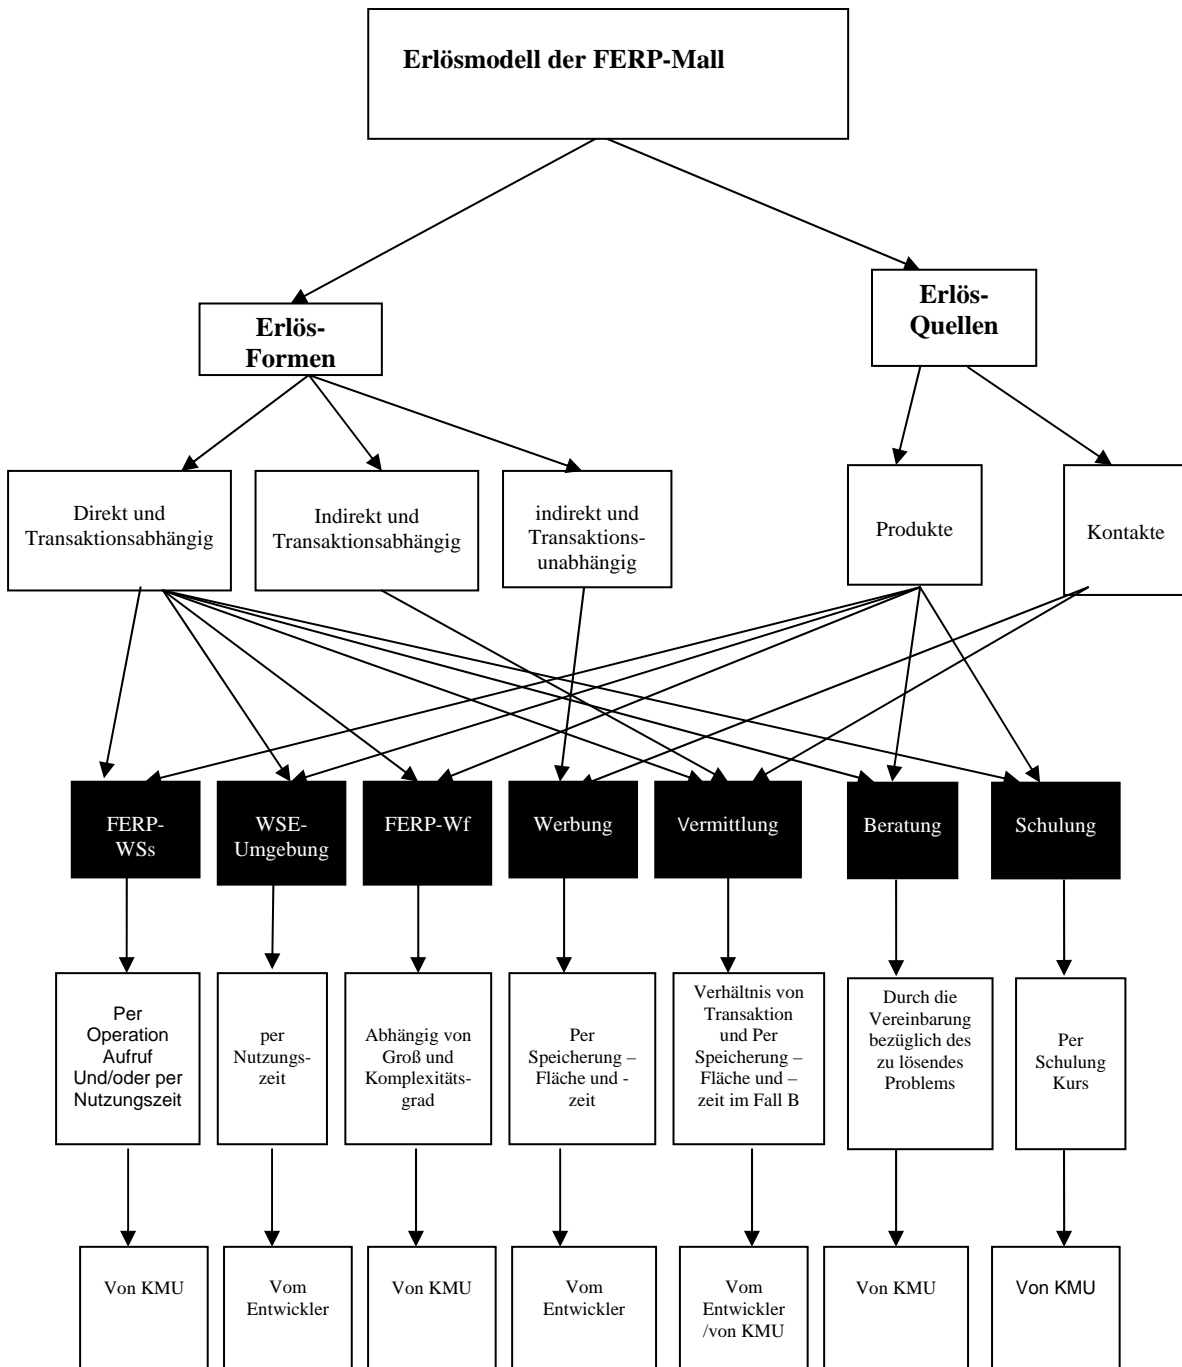 Erlösmodell der FERP-Mall
Erlös-
Formen
Erlös-
Quellen
Direkt und
Transaktionsabhängig
Indirekt und
Transaktionsabhängig
indirekt und
Transaktions-
unabhängig
Produkte
Kontakte
FERP-
WSs
WSE-
Umgebung
FERP-Wf
Werbung
Vermittlung
Beratung
Schulung
Per
Operation
Aufruf
Und/oder per
Nutzungszeit
per
Nutzungs-
zeit
Abhängig von
Groß und
Komplexitäts-
grad
Per
Speicherung –
Fläche und -
zeit
Verhältnis von
Transaktion
und Per
Speicherung –
Fläche und –
zeit im Fall B
Durch die
Vereinbarung
bezüglich des
zu lösendes
Problems
Per
Schulung
Kurs
Von KMU
Vom
Entwickler
Von KMU
Vom
Entwickler
Vom
Entwickler
/von KMU
Von KMU
Von KMU